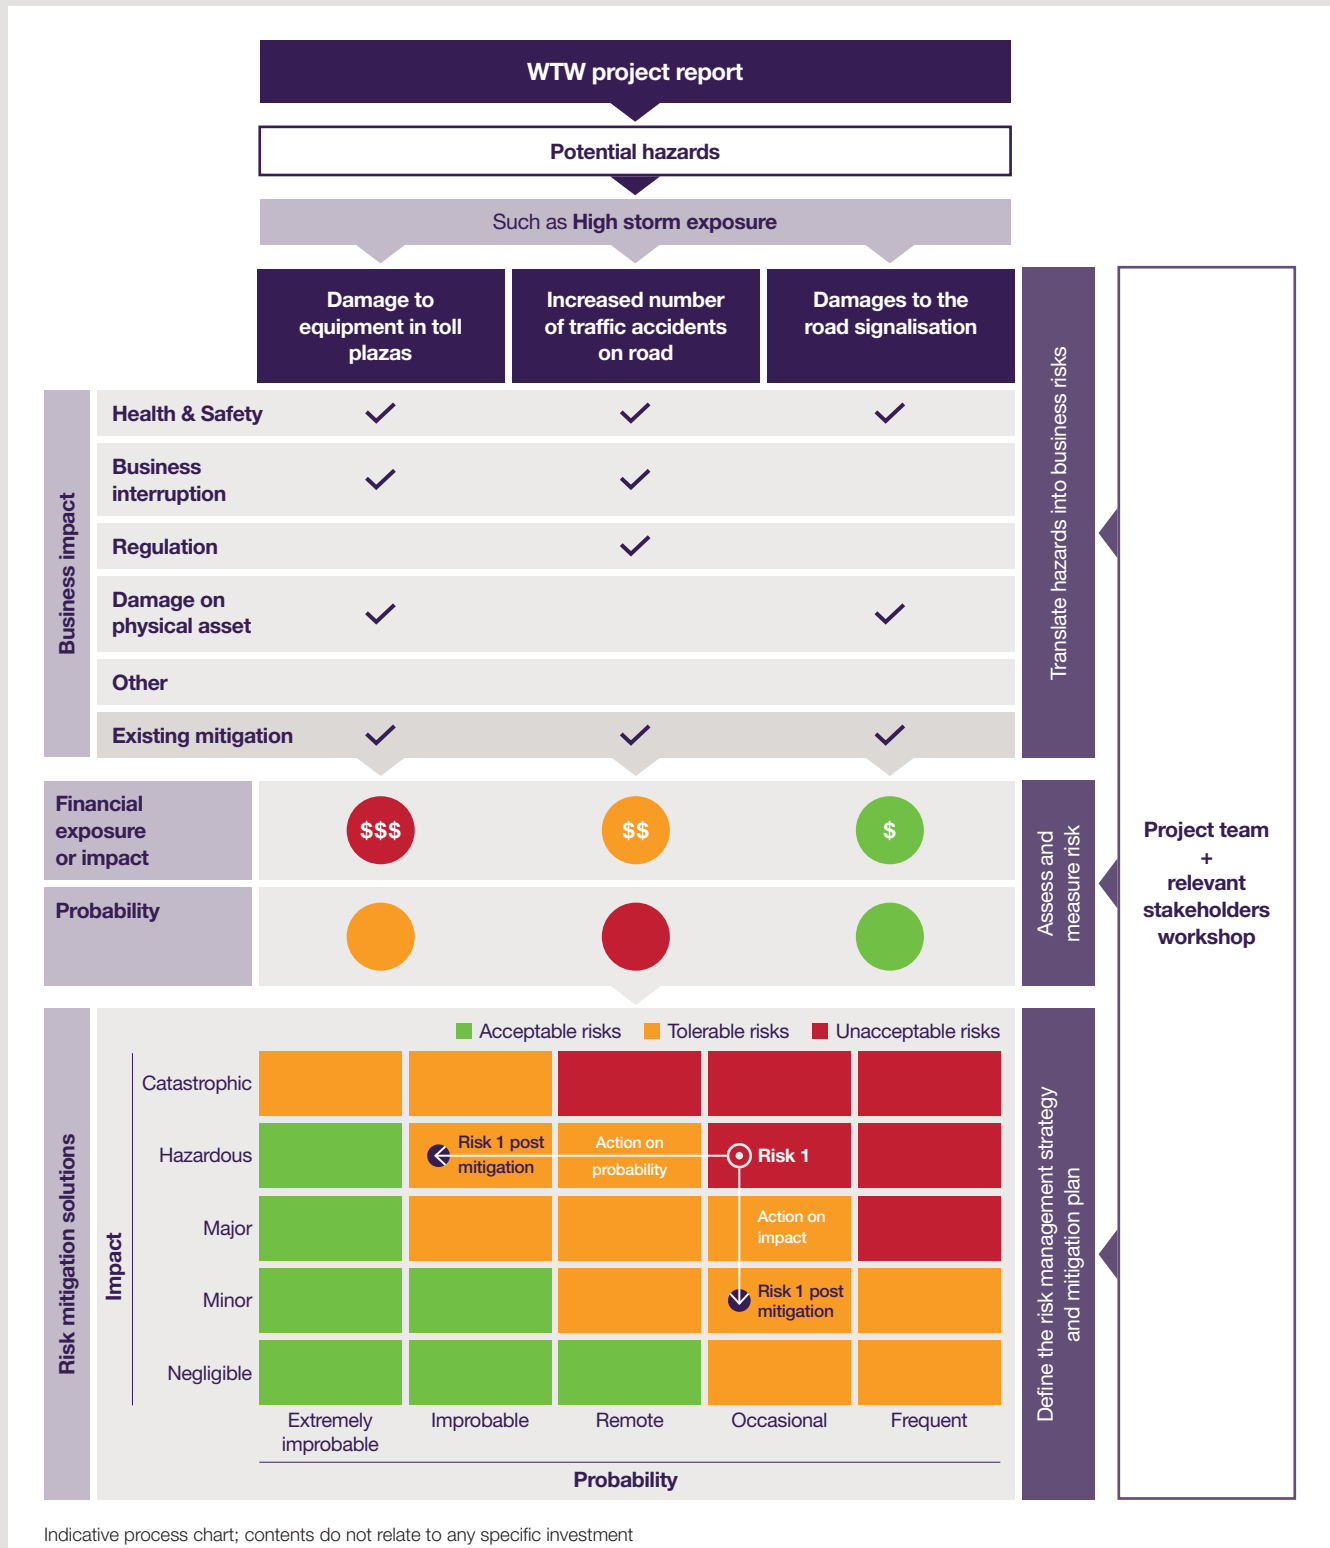 WTW project report
Potential hazards
Such as High storm exposure
Damage to
equipment in toll
plazas
Increased number
of traffic accidents
on road
Damages to the
road signalisation
Translate hazards into business risks
Business impact
Health & Safety
Business
interruption
Regulation
Damage on
physical asset
Other
Existing mitigation
Financial
exposure
or impact
$$$
$$
$
Probability
Assess and
measure risk
Project team
+
relevant
stakeholders
workshop
Risk mitigation solutions
Acceptable risks
Tolerable risks
Unacceptable risks
Impact
Catastrophic
Hazardous
Risk 1 post
mitigation
Action on
probability
Risk 1
Major
Action on
impact
Minor
Risk 1 post
mitigation
Negligible
Extremely
improbable
Improbable
Remote
Occasional
Frequent
Probability
Define the risk management strategy
and mitigation plan
Indicative process chart; contents do not relate to any specific investment